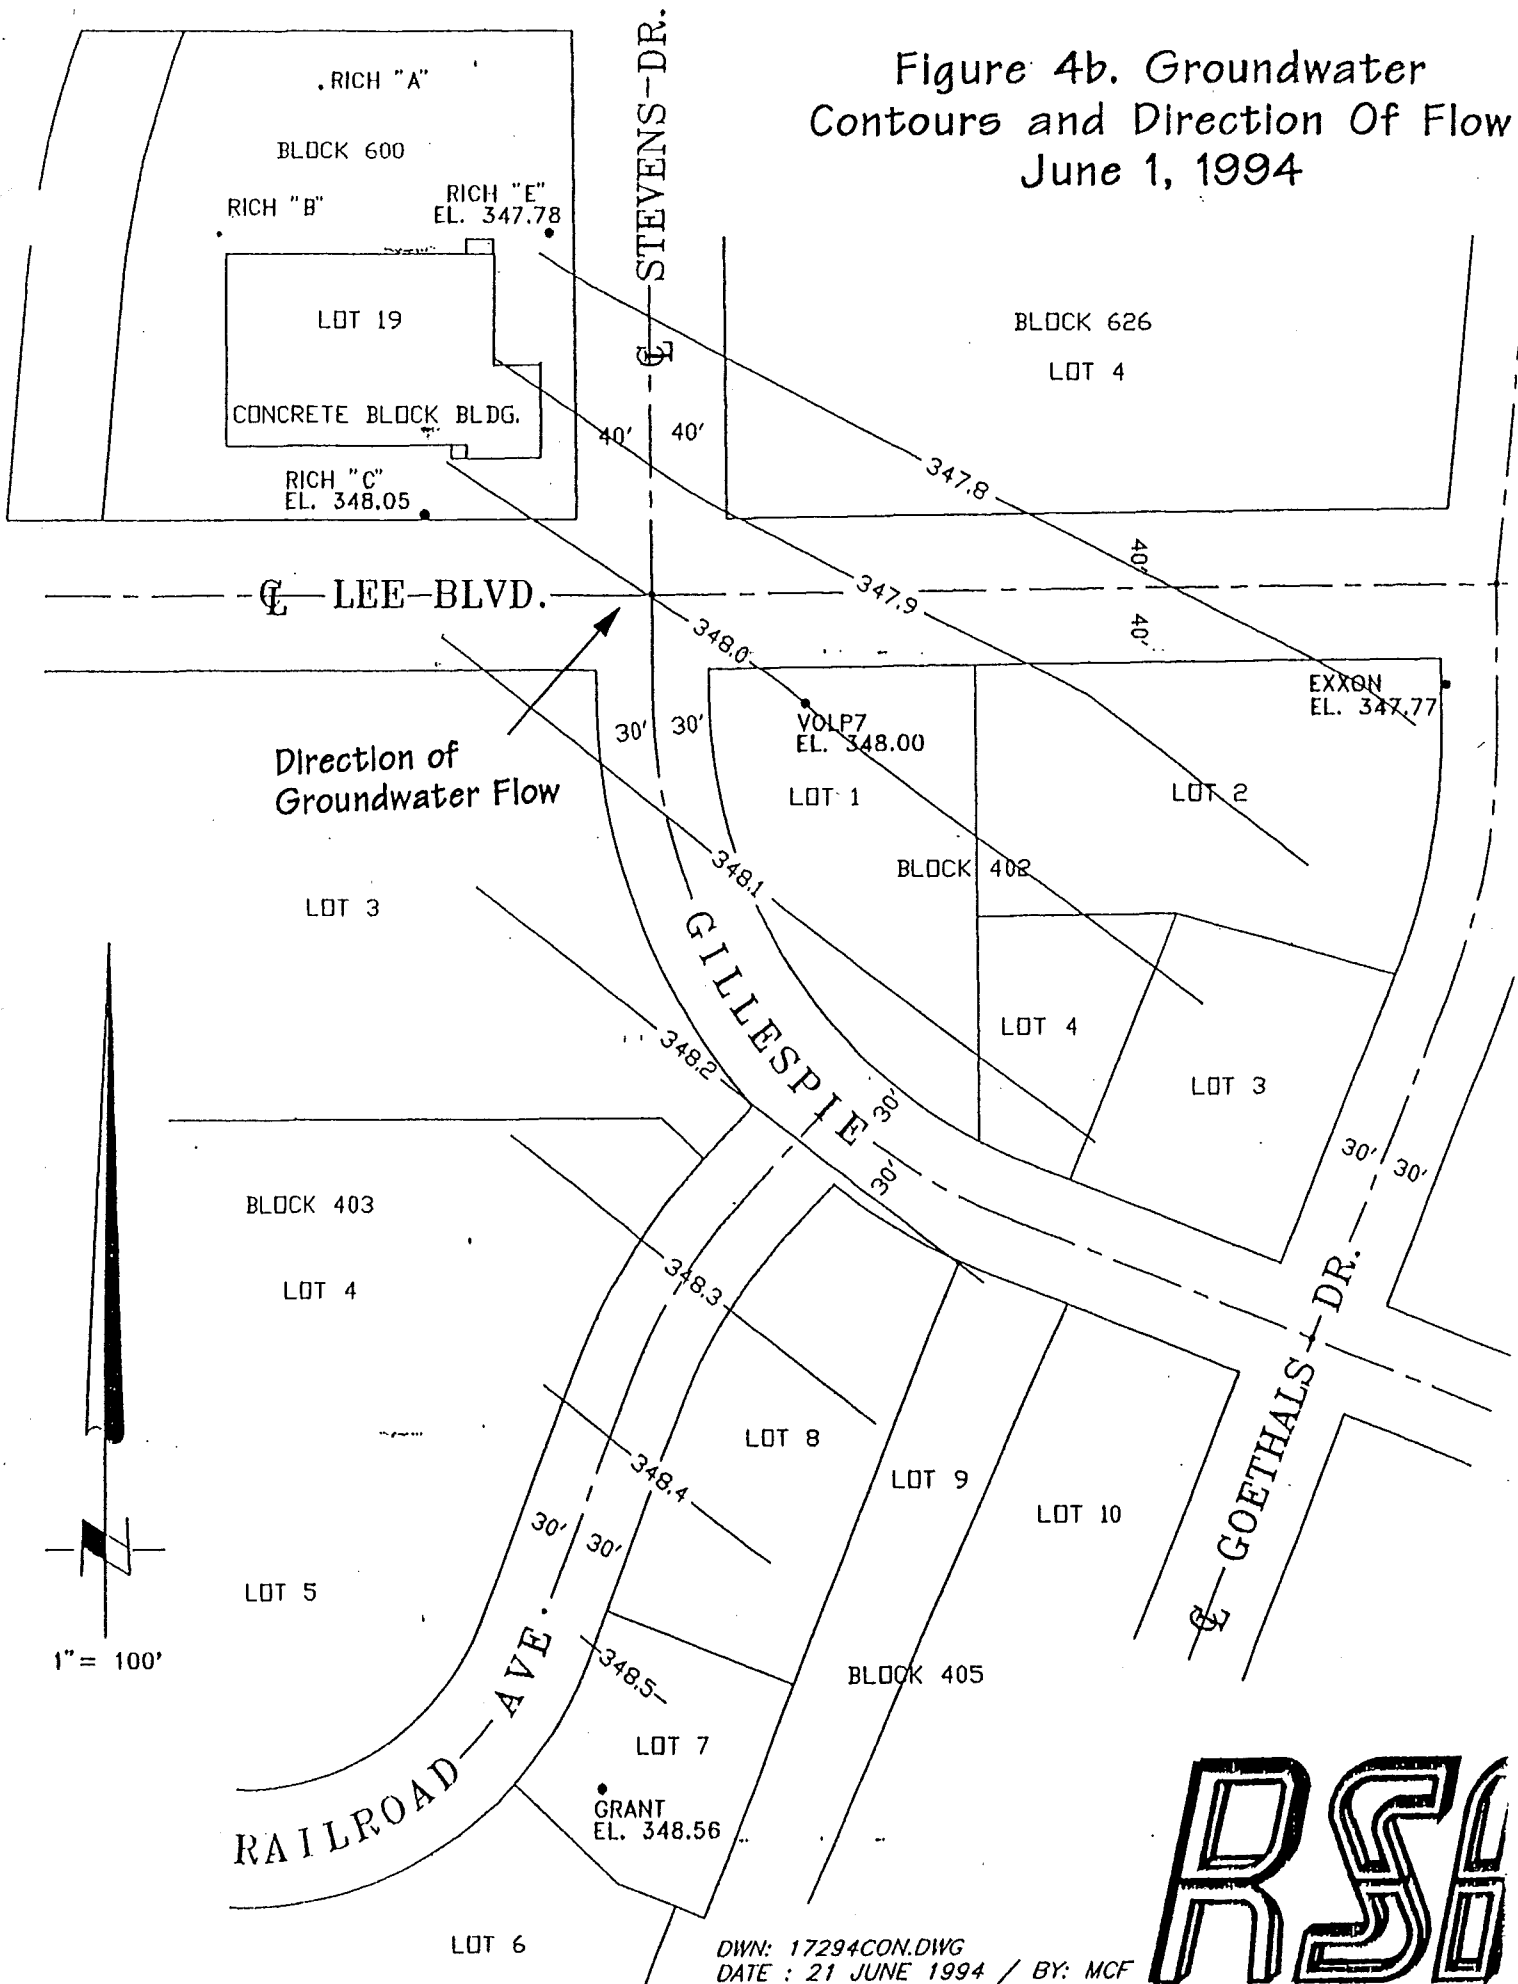 Figure 4b. Groundwater
Contours and Direction Of Flow
June 1, 1994
STEVENS DR.
RICH "A"
BLOCK 600
RICH "B"
RICH "E"
EL. 347.78
LOT 19
CONCRETE BLOCK BLDG.
RICH "C"
EL. 348.05
BLOCK 626
LOT 4
40' 40'
347.8
40'
℄ LEE BLVD.
347.9
40'
348.0
EXXON
EL. 347.77
VOLP7
EL. 348.00
30' 30'
Direction of
Groundwater Flow
LOT 1
LOT 2
348.1
BLOCK 402
LOT 3
GILLESPIE
LOT 4
348.2
LOT 3
30'
30'
30' 30'
BLOCK 403
LOT 4
348.3
℄ GOETHALS DR.
LOT 8
348.4
LOT 9
LOT 10
30' 30'
LOT 5
1" = 100'
348.5
BLOCK 405
LOT 7
RAILROAD AVE.
GRANT
EL. 348.56
LOT 6
DWN: 17294CON.DWG
DATE : 21 JUNE 1994 / BY: MCF